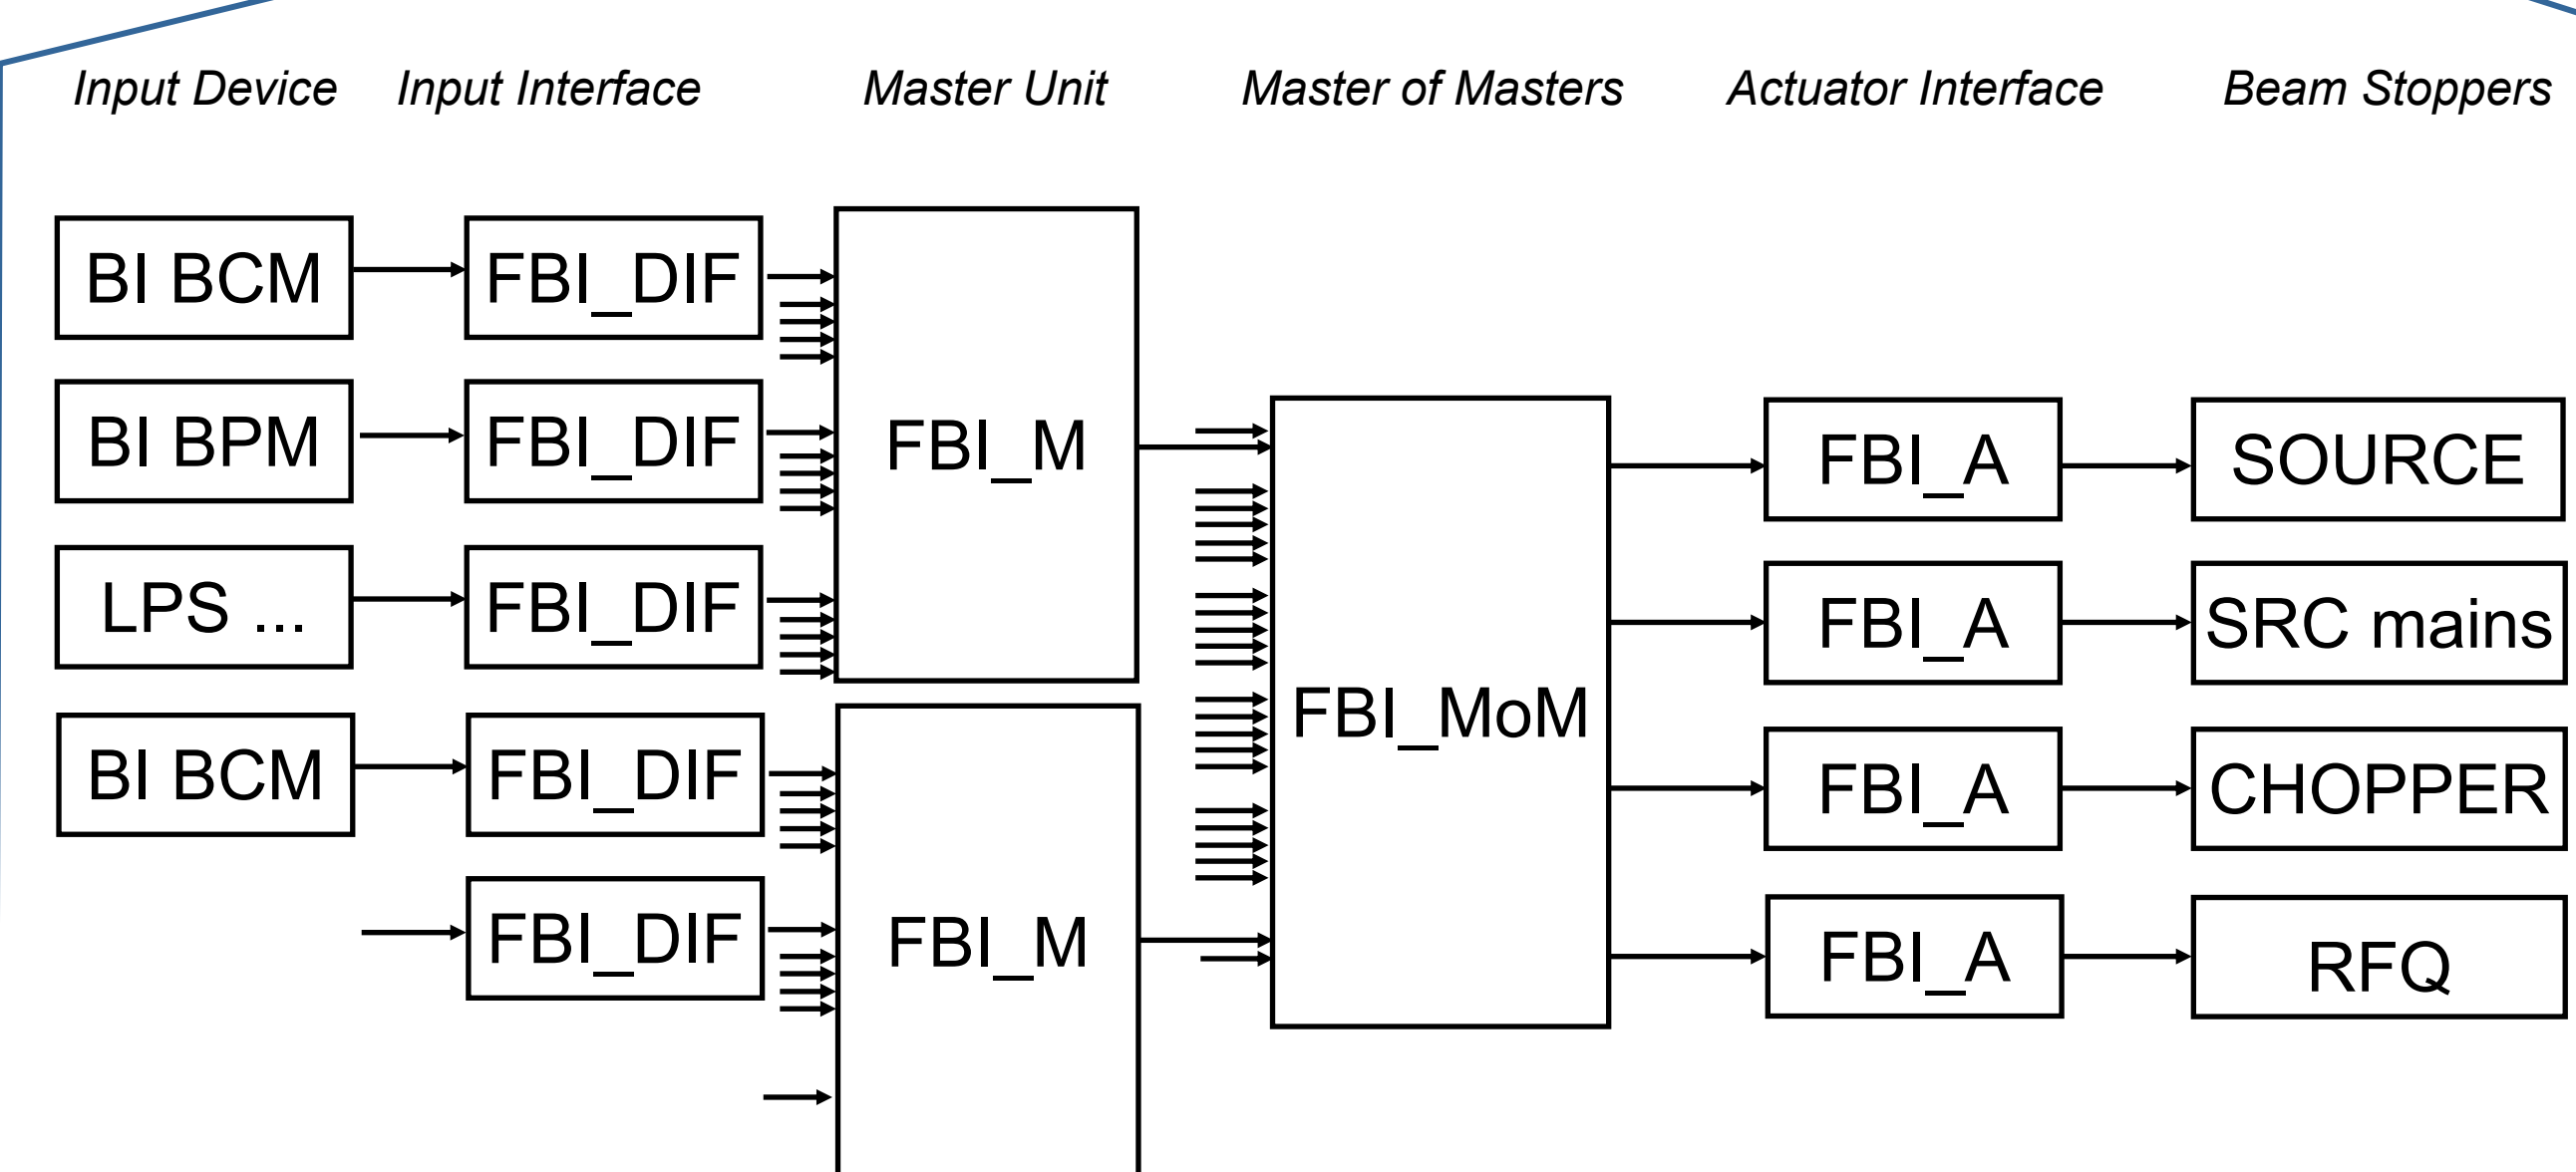 Input Device
Input Interface
Master Unit
Master of Masters
Actuator Interface
Beam Stoppers
BI BCM
FBI_DIF
BI BPM
FBI_DIF
LPS ...
FBI_DIF
BI BCM
FBI_DIF
FBI_DIF
FBI_M
FBI_M
FBI_MoM
FBI_A
SOURCE
FBI_A
SRC mains
FBI_A
CHOPPER
FBI_A
RFQ